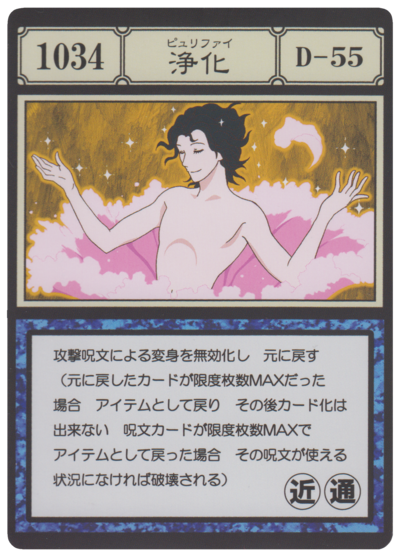 1034
ピュリファイ
浄化
D-55
攻撃呪文による変身を無効化し　元に戻す
（元に戻したカードが限度枚数MAXだった
場合　アイテムとして戻り　その後カード化は
出来ない　呪文カードが限度枚数MAXで
アイテムとして戻った場合　その呪文が使える
状況になければ破壊される）
近 通